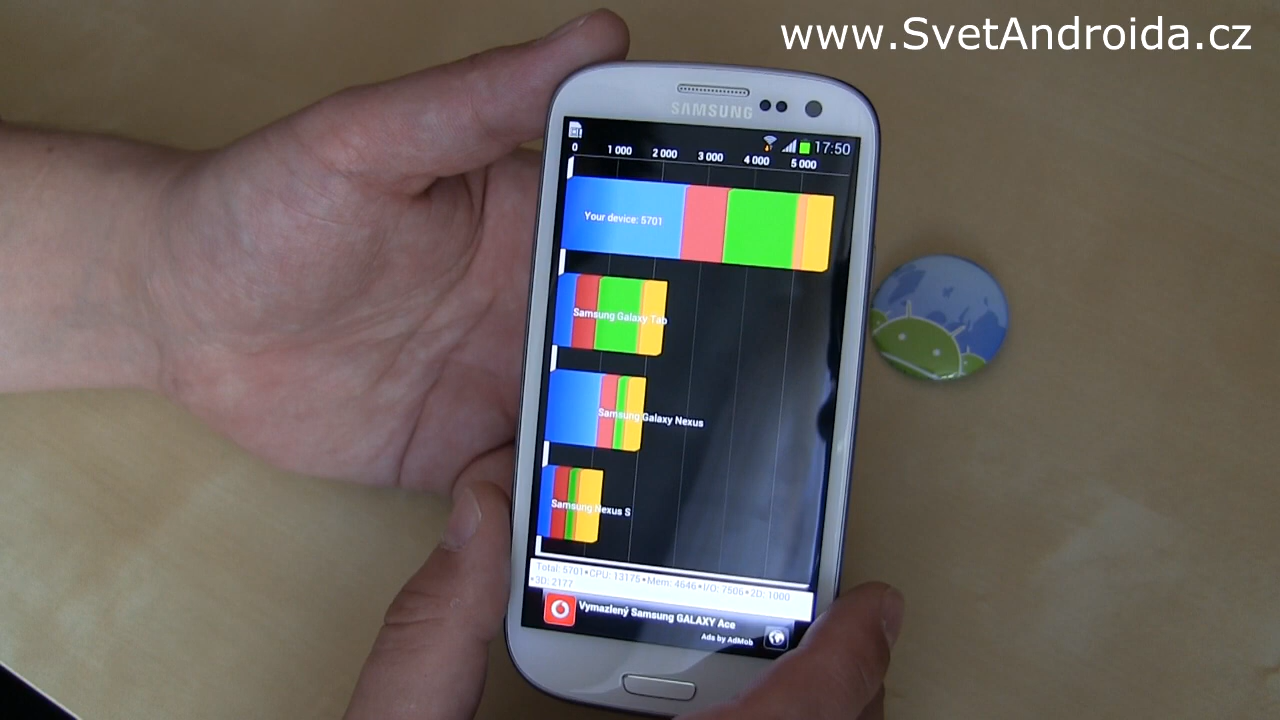 www.SvetAndroida.cz
SAMSUNG
17:50
0 1 000 2 000 3 000 4 000 5 000
Your device: 5701
Samsung Galaxy Tab
Samsung Galaxy Nexus
Samsung Nexus S
Total: 5701•CPU: 13175•Mem: 4646•I/O: 7506•2D: 1000
•3D: 2177
Vymazlený Samsung GALAXY Ace
Ads by AdMob